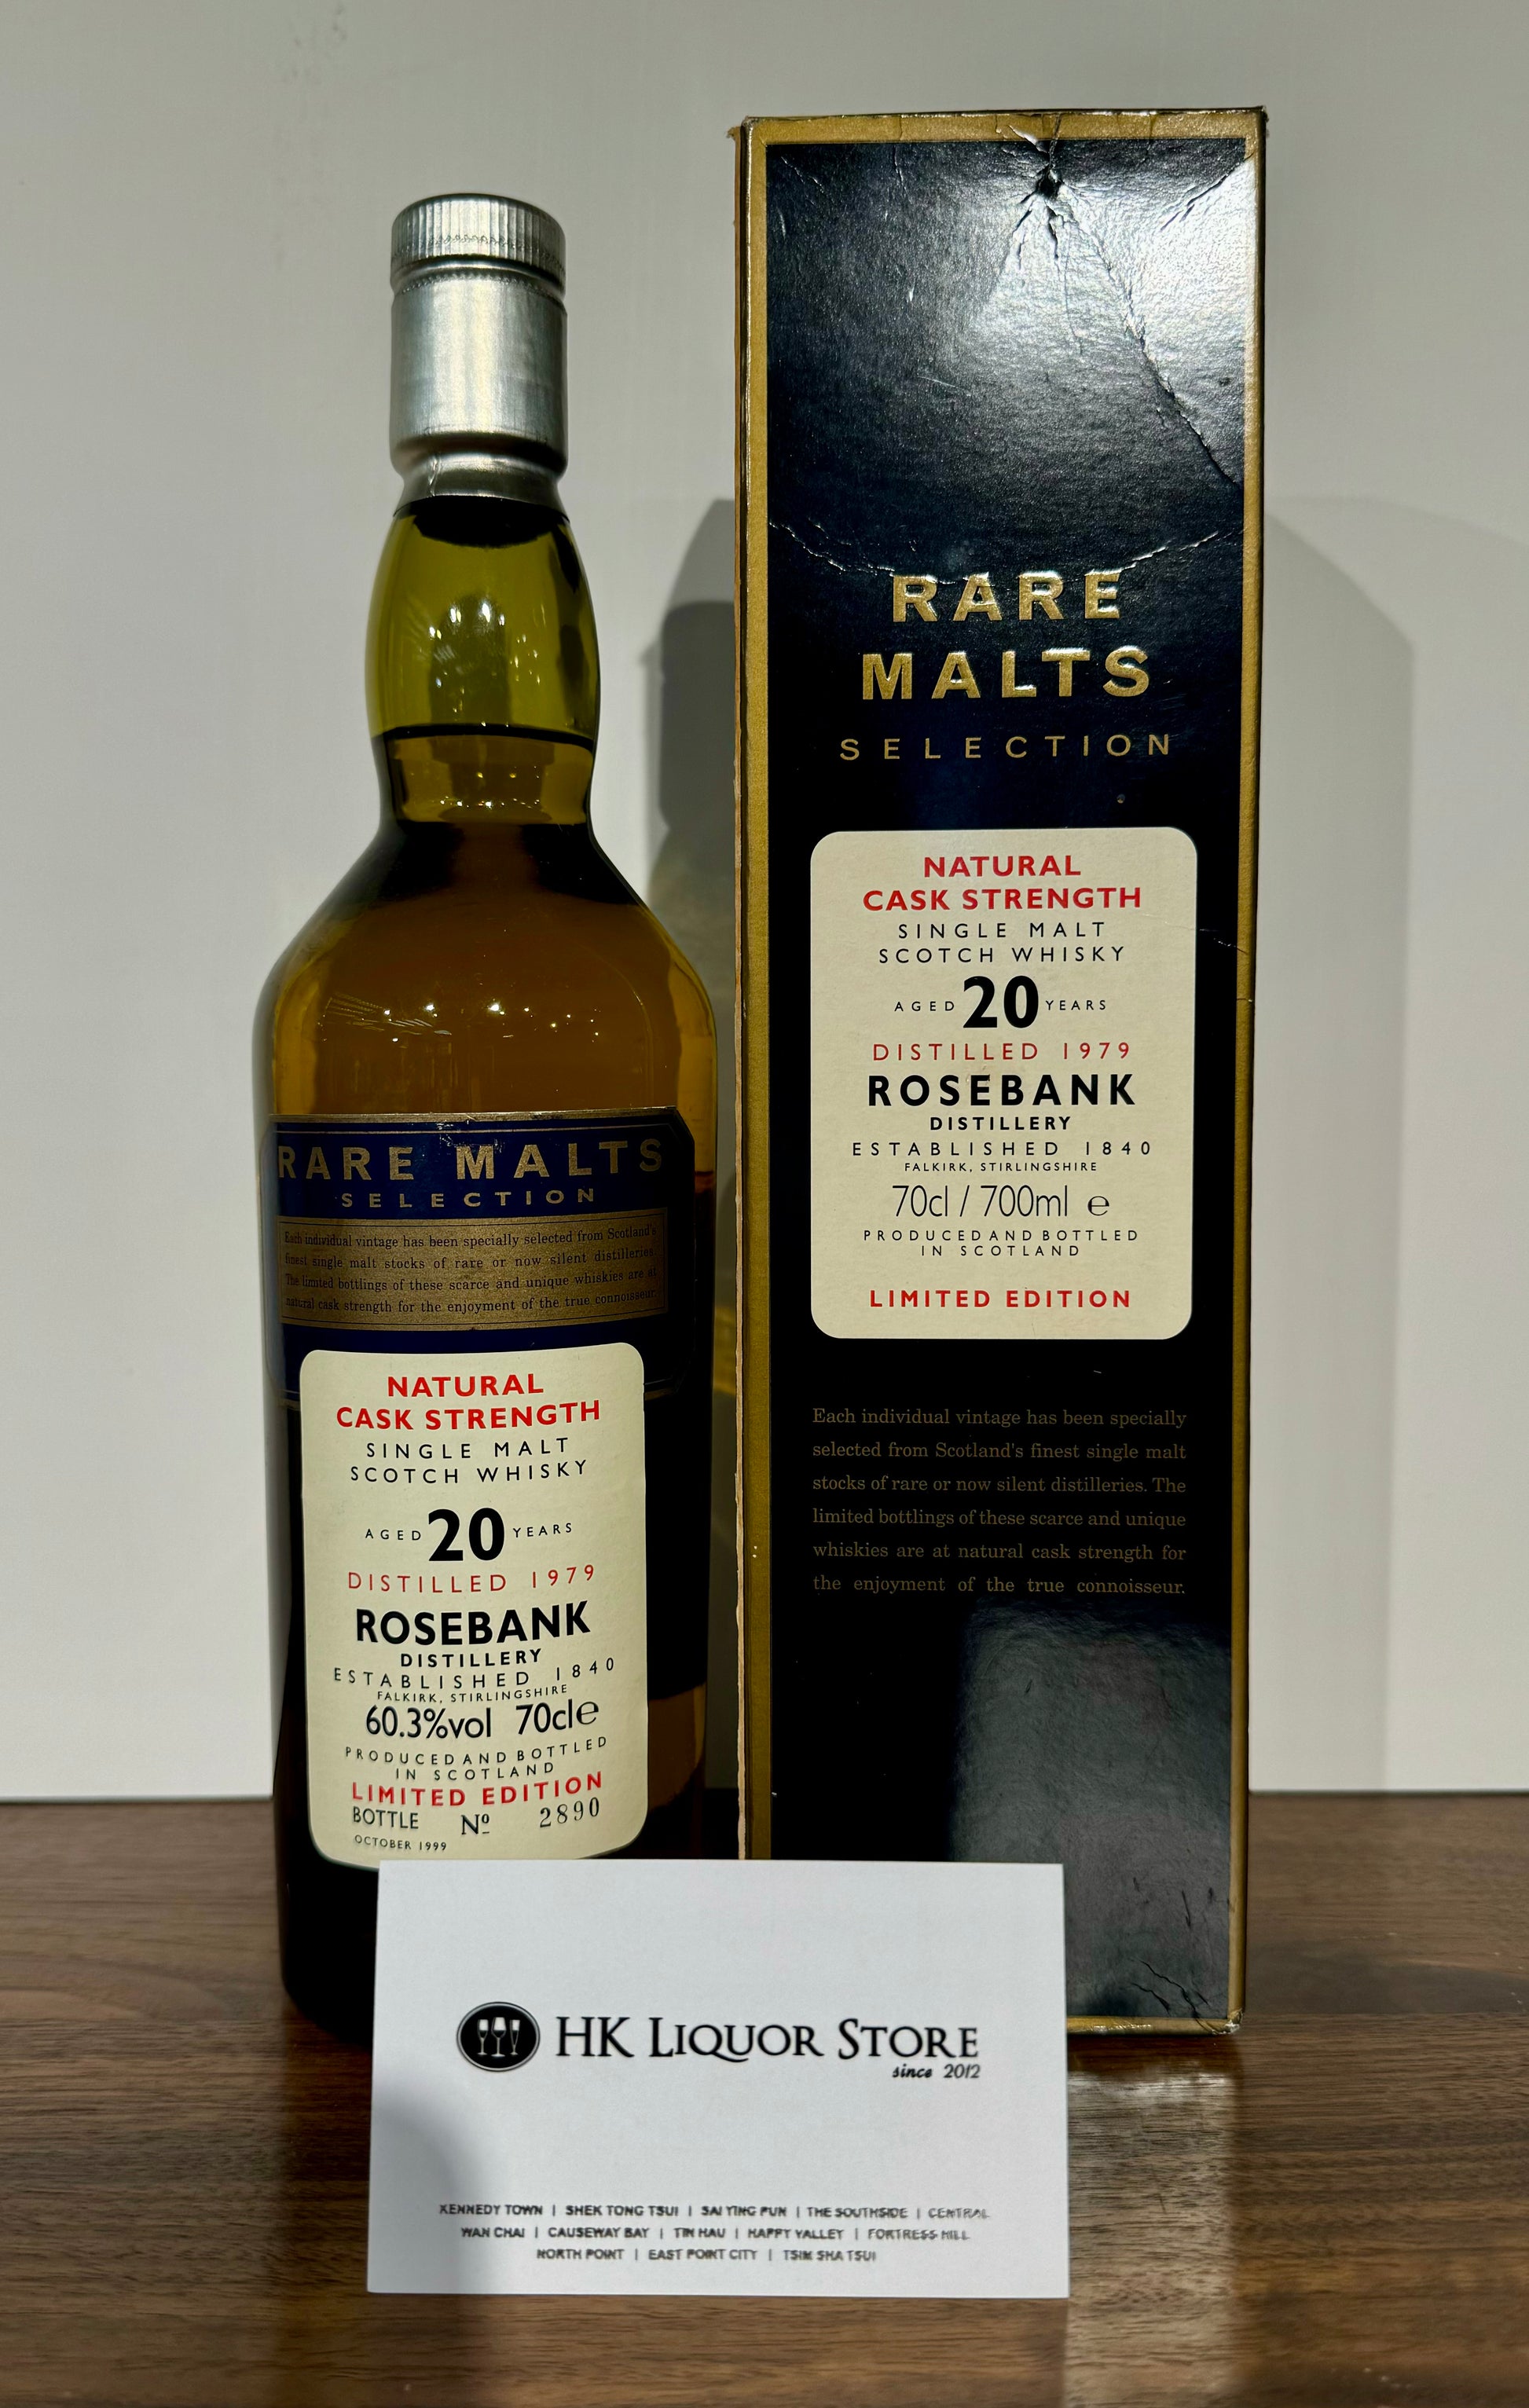 RARE MALTS
SELECTION
Each individual vintage has been specially selected from Scotland's
finest single malt stocks of rare or now silent distilleries.
The limited bottlings of these scarce and unique whiskies are at
natural cask strength for the enjoyment of the true connoisseur.
NATURAL
CASK STRENGTH
SINGLE MALT
SCOTCH WHISKY
AGED 20 YEARS
DISTILLED 1979
ROSEBANK
DISTILLERY
ESTABLISHED 1840
FALKIRK, STIRLINGSHIRE
60.3%vol 70cl e
PRODUCED AND BOTTLED
IN SCOTLAND
LIMITED EDITION
BOTTLE Nº 2890
OCTOBER 1999
RARE
MALTS
SELECTION
NATURAL
CASK STRENGTH
SINGLE MALT
SCOTCH WHISKY
AGED 20 YEARS
DISTILLED 1979
ROSEBANK
DISTILLERY
ESTABLISHED 1840
FALKIRK, STIRLINGSHIRE
70cl / 700ml e
PRODUCED AND BOTTLED
IN SCOTLAND
LIMITED EDITION
Each individual vintage has been specially
selected from Scotland's finest single malt
stocks of rare or now silent distilleries. The
limited bottlings of these scarce and unique
whiskies are at natural cask strength for
the enjoyment of the true connoisseur.
HK LIQUOR STORE
since 2012
KENNEDY TOWN | SHEK TONG TSUI | SAI YING PUN | THE SOUTHSIDE | CENTRAL
WAN CHAI | CAUSEWAY BAY | TIN HAU | HAPPY VALLEY | FORTRESS HILL
NORTH POINT | EAST POINT CITY | TSIM SHA TSUI